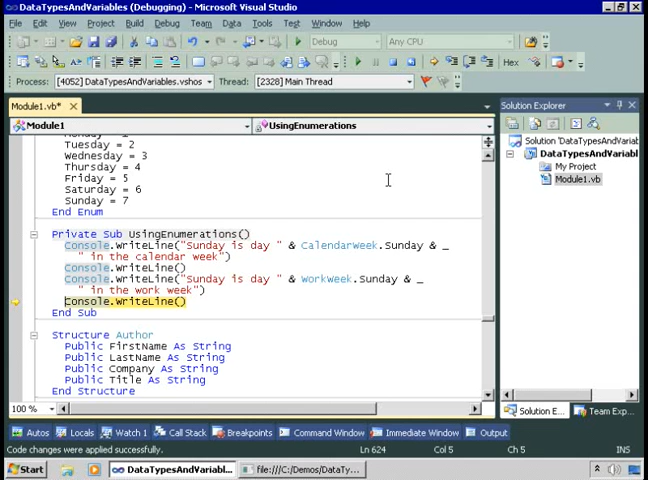 DataTypesAndVariables (Debugging) - Microsoft Visual Studio
File Edit View Project Build Debug Team Data Tools Test Window Help
Debug Any CPU
Hex
Process: [4052] DataTypesAndVariables.vshos Thread: [2328] Main Thread
Module1.vb* Solution Explorer
Module1 UsingEnumerations
Tuesday = 2
Wednesday = 3
Thursday = 4
Friday = 5
Saturday = 6
Sunday = 7
End Enum
Private Sub UsingEnumerations()
Console.WriteLine("Sunday is day " & CalendarWeek.Sunday & _
" in the calendar week")
Console.WriteLine()
Console.WriteLine("Sunday is day " & WorkWeek.Sunday & _
" in the work week")
Console.WriteLine()
End Sub
Structure Author
Public FirstName As String
Public LastName As String
Public Company As String
Public Title As String
End Structure
Solution 'DataTypesAndVariab
DataTypesAndVariabl
My Project
Module1.vb
100 %
Solution E... Team Exp...
Autos Locals Watch 1 Call Stack Breakpoints Command Window Immediate Window Output
Code changes were applied successfully. Ln 624 Col 5 Ch 5 INS
Start DataTypesAndVariabl... file:///C:/Demos/DataTy...